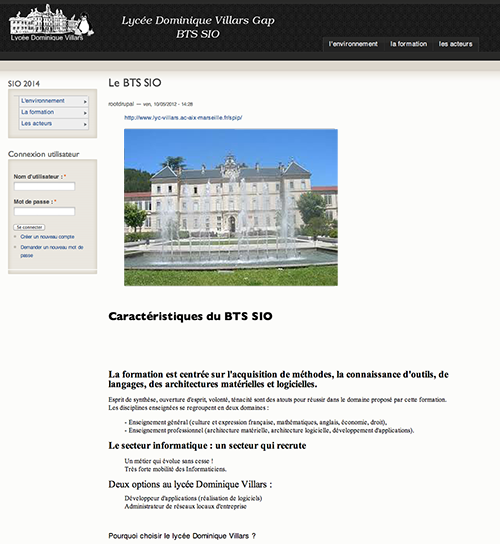 Lycée Dominique Villars
Lycée Dominique Villars Gap
BTS SIO
l'environnement la formation les acteurs
SIO 2014
L'environnement
La formation
Les acteurs
Connexion utilisateur
Nom d'utilisateur : *
Mot de passe : *
Se connecter
Créer un nouveau compte
Demander un nouveau mot de
passe
Le BTS SIO
rootdrupal — ven, 10/05/2012 - 14:28
http://www.lyc-villars.ac-aix-marseille.fr/spip/
Caractéristiques du BTS SIO
La formation est centrée sur l'acquisition de méthodes, la connaissance d'outils, de
langages, des architectures matérielles et logicielles.
Esprit de synthèse, ouverture d'esprit, volonté, ténacité sont des atouts pour réussir dans le domaine proposé par cette formation.
Les disciplines enseignées se regroupent en deux domaines :
- Enseignement général (culture et expression française, mathématiques, anglais, économie, droit),
- Enseignement professionnel (architecture matérielle, architecture logicielle, développement d'applications).
Le secteur informatique : un secteur qui recrute
Un métier qui évolue sans cesse !
Très forte mobilité des Informaticiens.
Deux options au lycée Dominique Villars :
Développeur d'applications (réalisation de logiciels)
Administrateur de réseaux locaux d'entreprise
Pourquoi choisir le lycée Dominique Villars ?